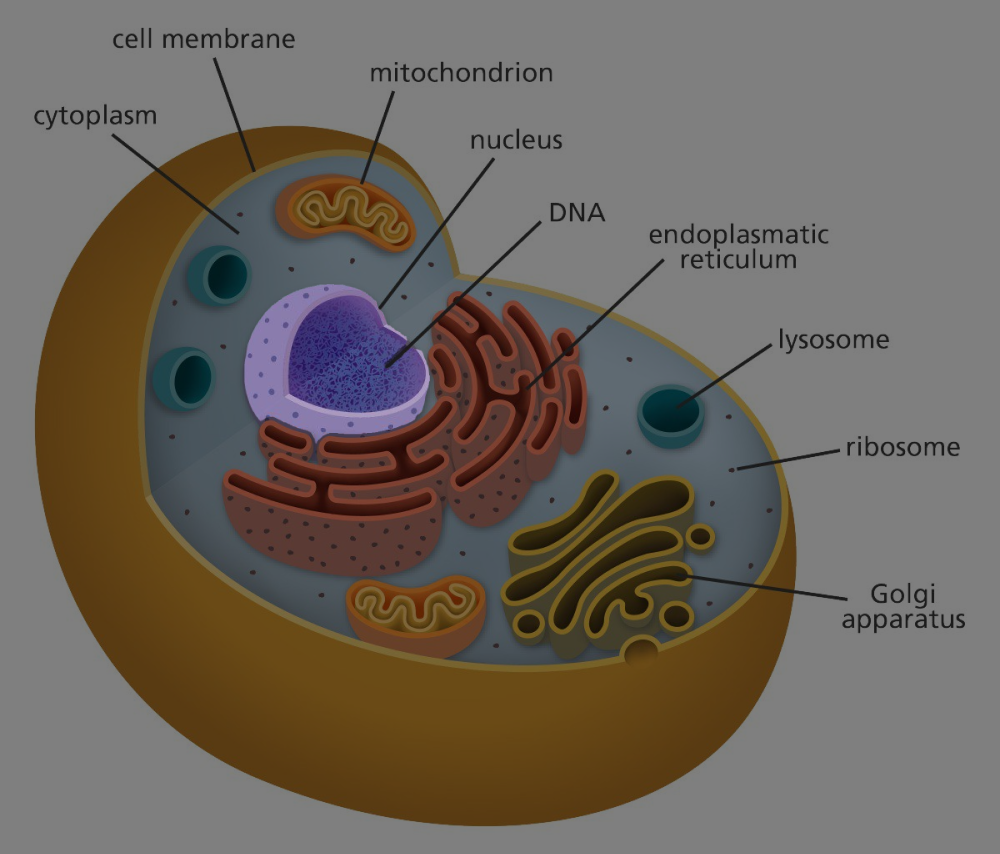 cell membrane
mitochondrion
cytoplasm
nucleus
DNA
endoplasmatic
reticulum
lysosome
ribosome
Golgi
apparatus